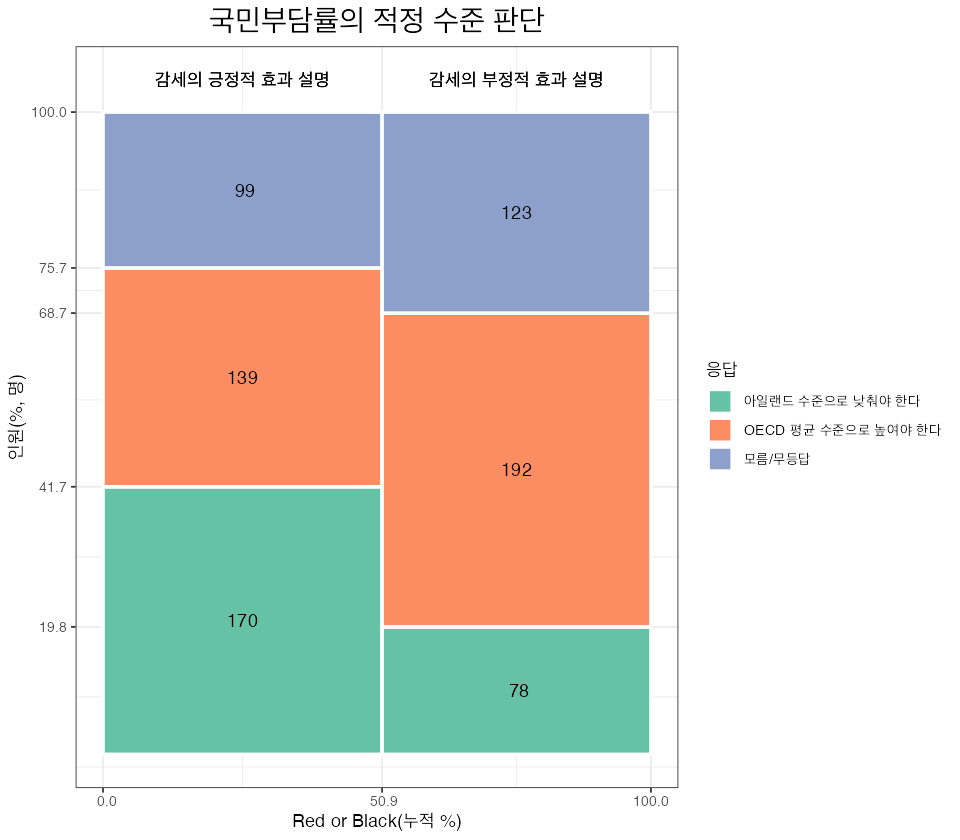 국민부담률의 적정 수준 판단
감세의 긍정적 효과 설명
감세의 부정적 효과 설명
100.0
75.7
68.7
41.7
19.8
인원(%, 명)
99
123
139
192
170
78
0.0
50.9
100.0
Red or Black(누적 %)
응답
아일랜드 수준으로 낮춰야 한다
OECD 평균 수준으로 높여야 한다
모름/무등답